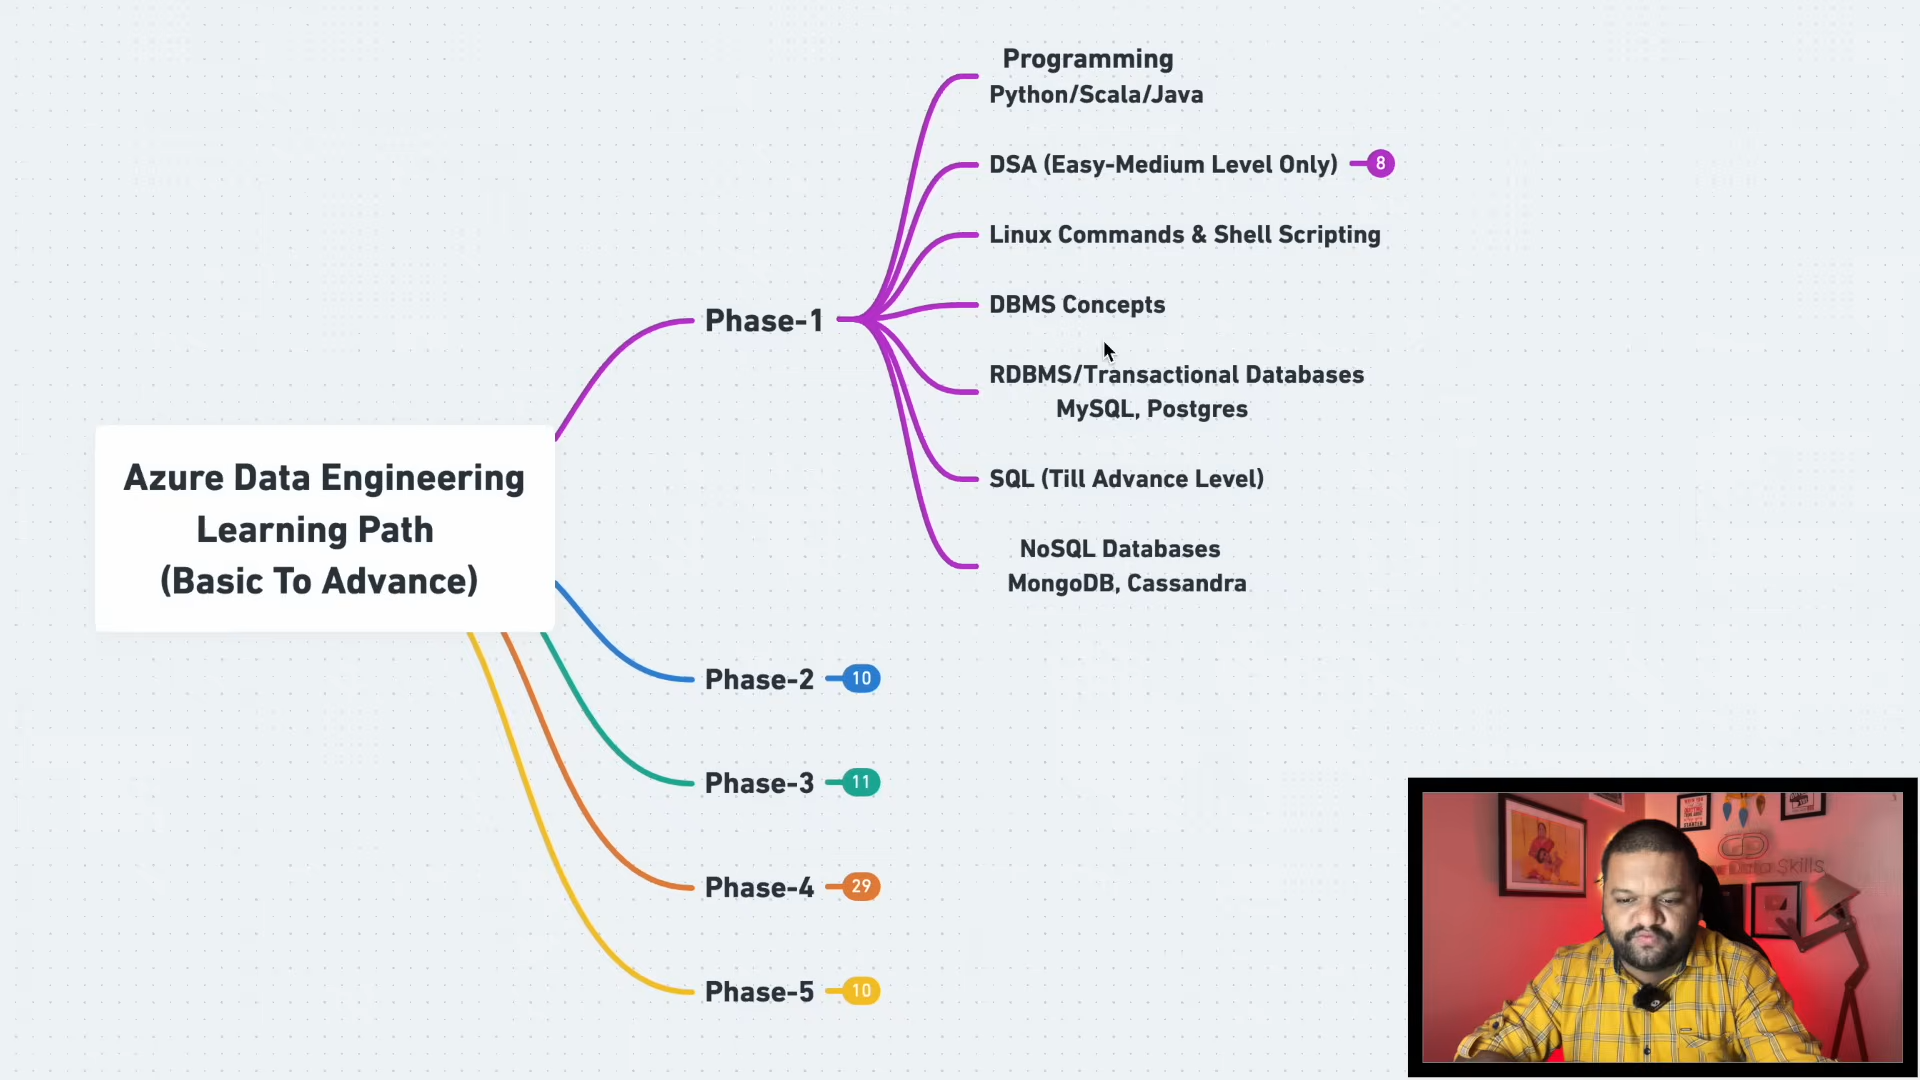 Programming
Python/Scala/Java
DSA (Easy-Medium Level Only)
8
Linux Commands & Shell Scripting
DBMS Concepts
Phase-1
RDBMS/Transactional Databases
MySQL, Postgres
SQL (Till Advance Level)
NoSQL Databases
MongoDB, Cassandra
Azure Data Engineering
Learning Path
(Basic To Advance)
Phase-2
10
Phase-3
11
Phase-4
29
Phase-5
10
Data Skills